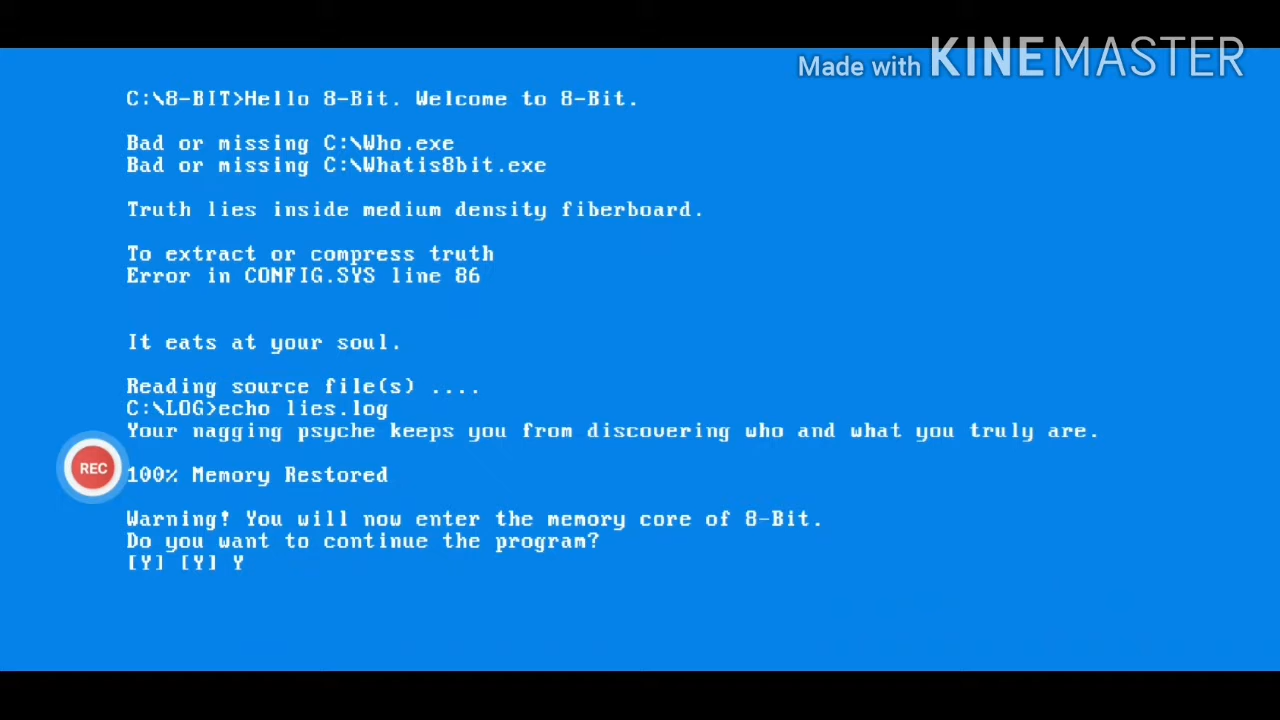 Made with KINEMASTER
C:\8-BIT>Hello 8-Bit. Welcome to 8-Bit.
Bad or missing C:\Who.exe
Bad or missing C:\Whatis8bit.exe
Truth lies inside medium density fiberboard.
To extract or compress truth
Error in CONFIG.SYS line 86
It eats at your soul.
Reading source file(s) ....
C:\LOG>echo lies.log
Your nagging psyche keeps you from discovering who and what you truly are.
REC
100% Memory Restored
Warning! You will now enter the memory core of 8-Bit.
Do you want to continue the program?
[Y] [Y] Y